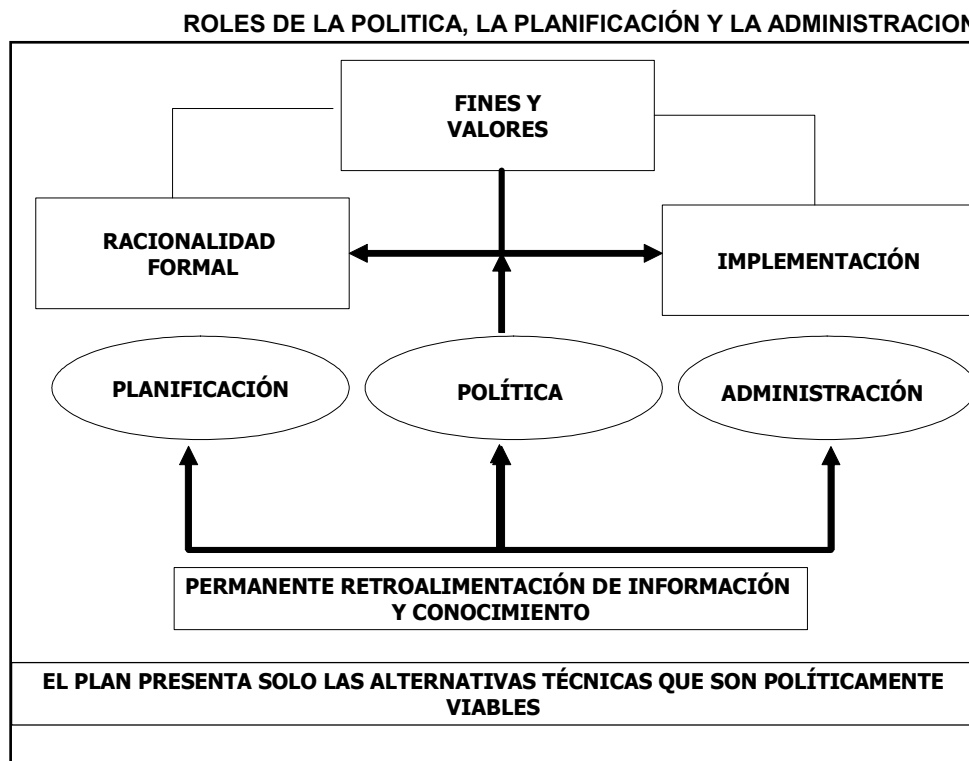 ROLES DE LA POLITICA, LA PLANIFICACIÓN Y LA ADMINISTRACION
FINES Y
VALORES
RACIONALIDAD
FORMAL
IMPLEMENTACIÓN
PLANIFICACIÓN
POLÍTICA
ADMINISTRACIÓN
PERMANENTE RETROALIMENTACIÓN DE INFORMACIÓN
Y CONOCIMIENTO
EL PLAN PRESENTA SOLO LAS ALTERNATIVAS TÉCNICAS QUE SON POLÍTICAMENTE
VIABLES